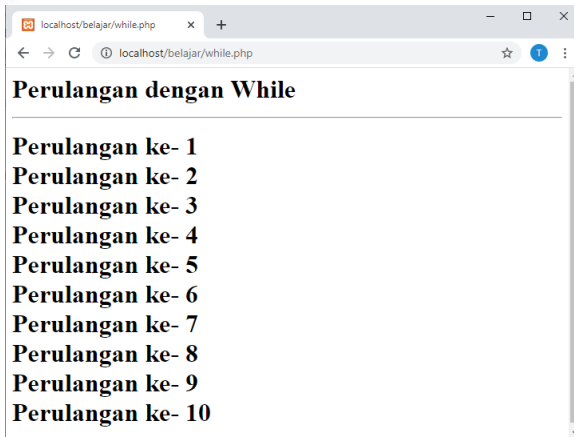 localhost/belajar/while.php
localhost/belajar/while.php
T
Perulangan dengan While
Perulangan ke- 1
Perulangan ke- 2
Perulangan ke- 3
Perulangan ke- 4
Perulangan ke- 5
Perulangan ke- 6
Perulangan ke- 7
Perulangan ke- 8
Perulangan ke- 9
Perulangan ke- 10